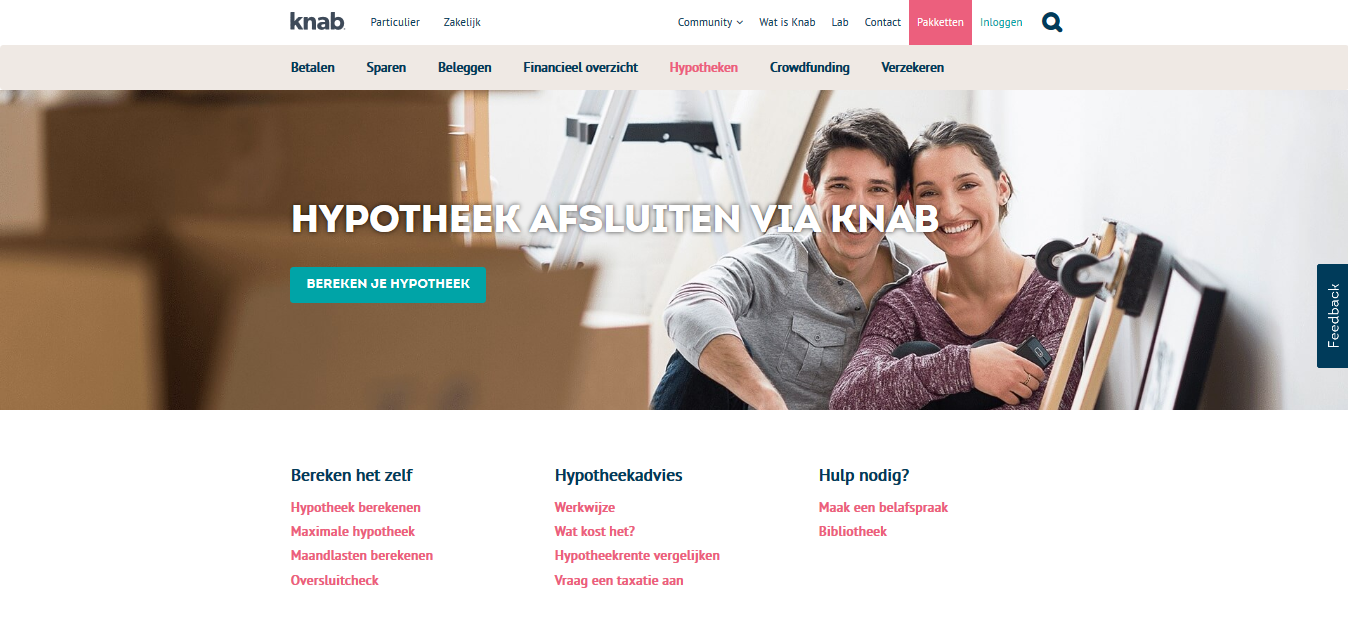 knab.
Particulier
Zakelijk
Community
Wat is Knab
Lab
Contact
Pakketten
Inloggen
Betalen
Sparen
Beleggen
Financieel overzicht
Hypotheken
Crowdfunding
Verzekeren
HYPOTHEEK AFSLUITEN VIA KNAB
BEREKEN JE HYPOTHEEK
Feedback
Bereken het zelf
Hypotheek berekenen
Maximale hypotheek
Maandlasten berekenen
Oversluitcheck
Hypotheekadvies
Werkwijze
Wat kost het?
Hypotheekrente vergelijken
Vraag een taxatie aan
Hulp nodig?
Maak een belafspraak
Bibliotheek